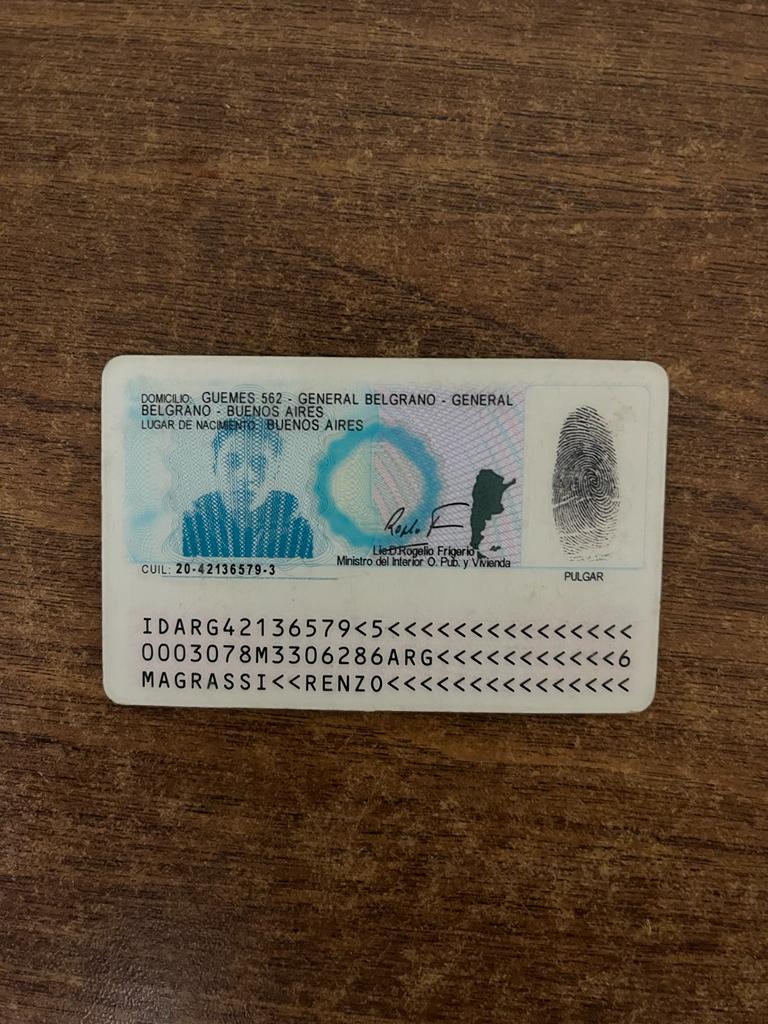 DOMICILIO: GUEMES 562 - GENERAL BELGRANO - GENERAL
BELGRANO - BUENOS AIRES
LUGAR DE NACIMIENTO: BUENOS AIRES
CUIL: 20-42136579-3
Lic.D.Rogelio Frigerio
Ministro del Interior O. Pub. y Vivienda
PULGAR
IDARG42136579<5<<<<<<<<<<<<<<<
0003078M3306286ARG<<<<<<<<<<<6
MAGRASSI<<RENZO<<<<<<<<<<<<<<<